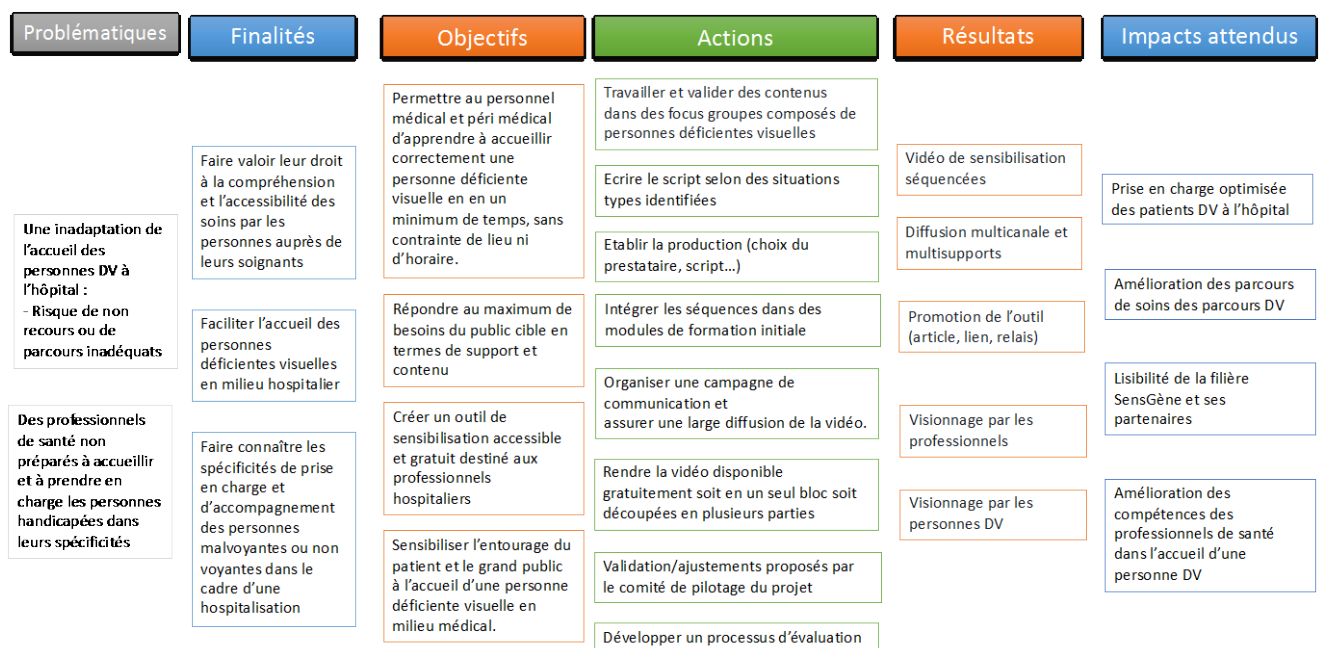 Problématiques
Finalités
Objectifs
Actions
Résultats
Impacts attendus
Une inadaptation de
l'accueil des
personnes DV à
l'hôpital :
- Risque de non
recours ou de
parcours inadéquats
Des professionnels
de santé non
préparés à accueillir
et à prendre en
charge les personnes
handicapées dans
leurs spécificités
Faire valoir leur droit
à la compréhension
et l'accessibilité des
soins par les
personnes auprès de
leurs soignants
Faciliter l'accueil des
personnes
déficientes visuelles
en milieu hospitalier
Faire connaître les
spécificités de prise
en charge et
d'accompagnement
des personnes
malvoyantes ou non
voyantes dans le
cadre d'une
hospitalisation
Permettre au personnel
médical et péri médical
d'apprendre à accueillir
correctement une
personne déficiente
visuelle en en un
minimum de temps, sans
contrainte de lieu ni
d'horaire.
Répondre au maximum de
besoins du public cible en
termes de support et
contenu
Créer un outil de
sensibilisation accessible
et gratuit destiné aux
professionnels
hospitaliers
Sensibiliser l'entourage du
patient et le grand public
à l'accueil d'une personne
déficiente visuelle en
milieu médical.
Travailler et valider des contenus
dans des focus groupes composés de
personnes déficientes visuelles
Ecrire le script selon des situations
types identifiées
Etablir la production (choix du
prestataire, script...)
Intégrer les séquences dans des
modules de formation initiale
Organiser une campagne de
communication et
assurer une large diffusion de la vidéo.
Rendre la vidéo disponible
gratuitement soit en un seul bloc soit
découpées en plusieurs parties
Validation/ajustements proposés par
le comité de pilotage du projet
Développer un processus d'évaluation
Vidéo de sensibilisation
séquencées
Diffusion multicanale et
multisupports
Promotion de l'outil
(article, lien, relais)
Visionnage par les
professionnels
Visionnage par les
personnes DV
Prise en charge optimisée
des patients DV à l'hôpital
Amélioration des parcours
de soins des parcours DV
Lisibilité de la filière
SensGène et ses
partenaires
Amélioration des
compétences des
professionnels de santé
dans l'accueil d'une
personne DV